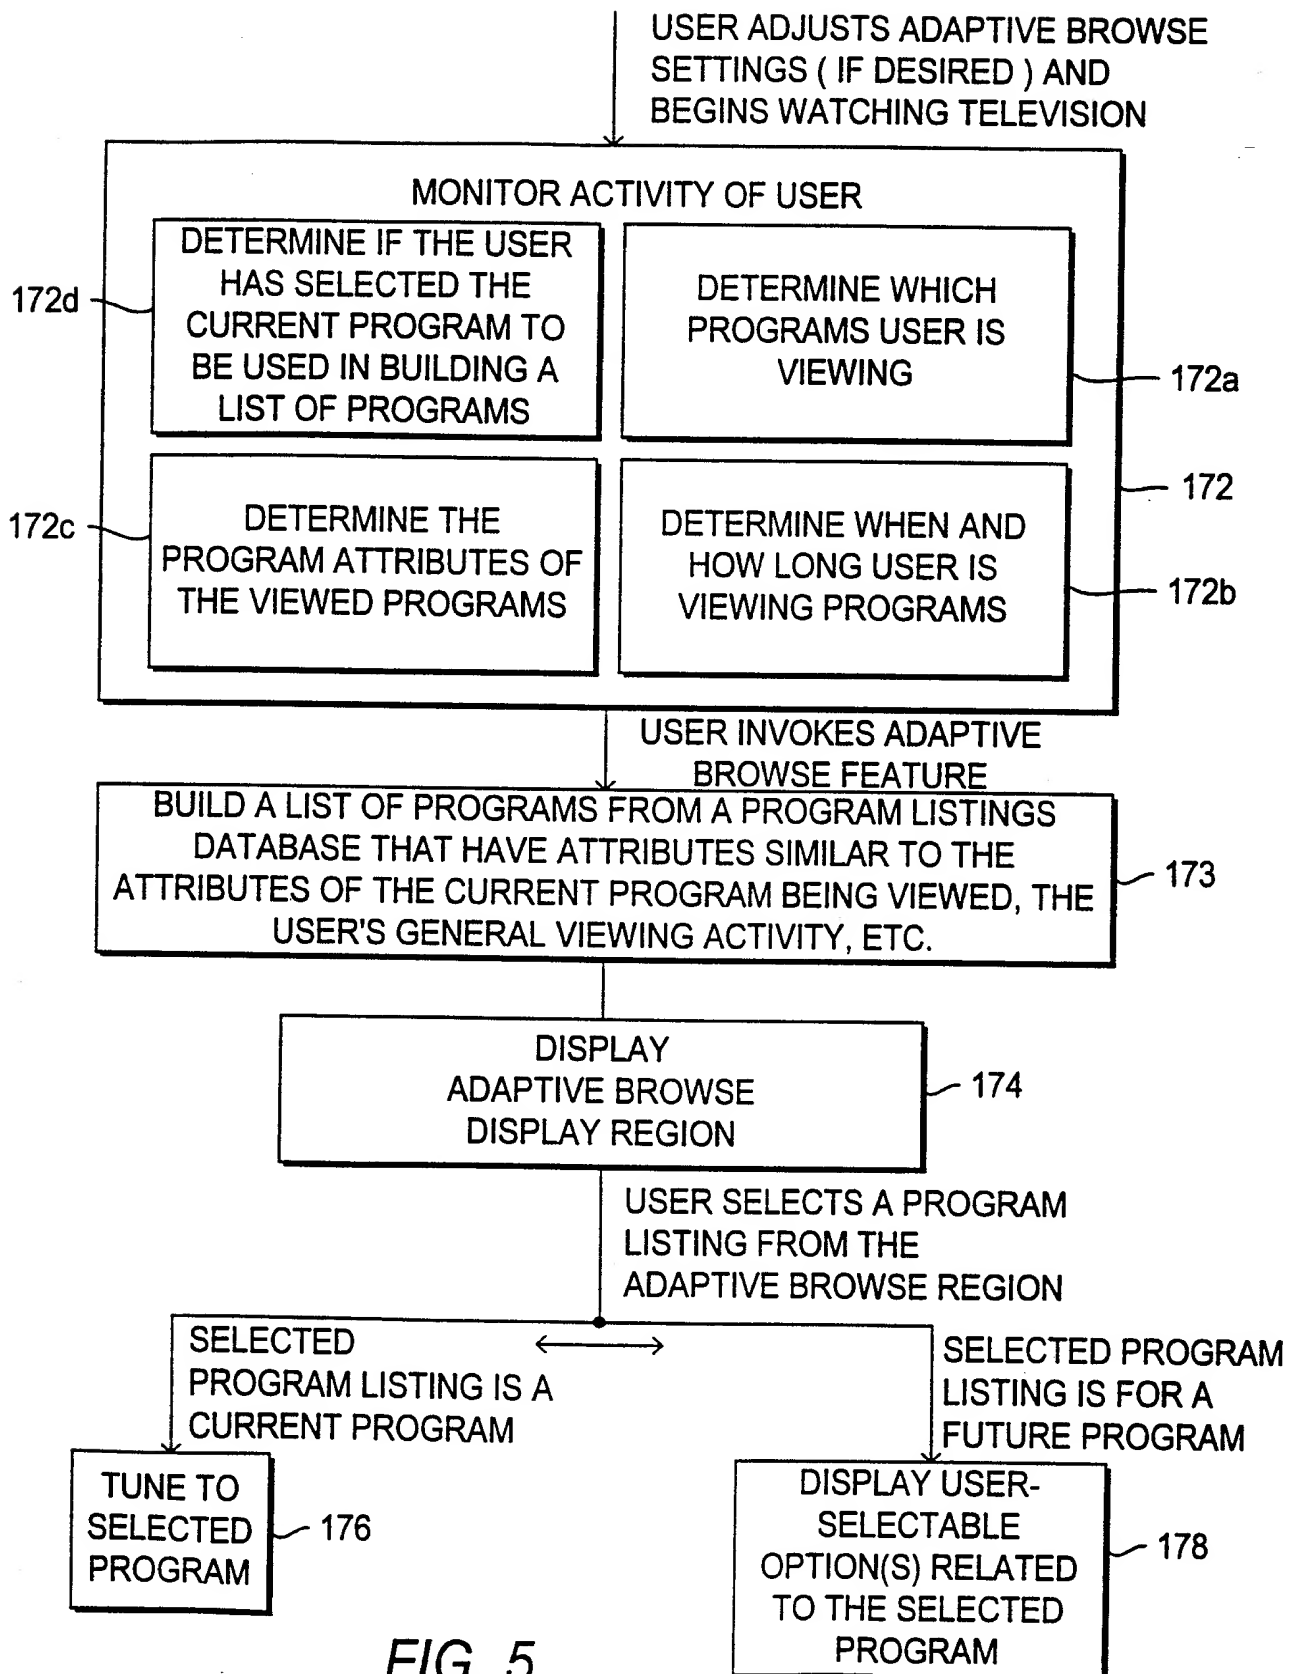 USER ADJUSTS ADAPTIVE BROWSE
SETTINGS ( IF DESIRED ) AND
BEGINS WATCHING TELEVISION
MONITOR ACTIVITY OF USER
172d
DETERMINE IF THE USER
HAS SELECTED THE
CURRENT PROGRAM TO
BE USED IN BUILDING A
LIST OF PROGRAMS
DETERMINE WHICH
PROGRAMS USER IS
VIEWING
172a
172c
DETERMINE THE
PROGRAM ATTRIBUTES OF
THE VIEWED PROGRAMS
DETERMINE WHEN AND
HOW LONG USER IS
VIEWING PROGRAMS
172
172b
USER INVOKES ADAPTIVE
BROWSE FEATURE
BUILD A LIST OF PROGRAMS FROM A PROGRAM LISTINGS
DATABASE THAT HAVE ATTRIBUTES SIMILAR TO THE
ATTRIBUTES OF THE CURRENT PROGRAM BEING VIEWED, THE
USER'S GENERAL VIEWING ACTIVITY, ETC.
173
DISPLAY
ADAPTIVE BROWSE
DISPLAY REGION
174
USER SELECTS A PROGRAM
LISTING FROM THE
ADAPTIVE BROWSE REGION
SELECTED
PROGRAM LISTING IS A
CURRENT PROGRAM
SELECTED PROGRAM
LISTING IS FOR A
FUTURE PROGRAM
TUNE TO
SELECTED
PROGRAM
176
DISPLAY USER-
SELECTABLE
OPTION(S) RELATED
TO THE SELECTED
PROGRAM
178
FIG. 5